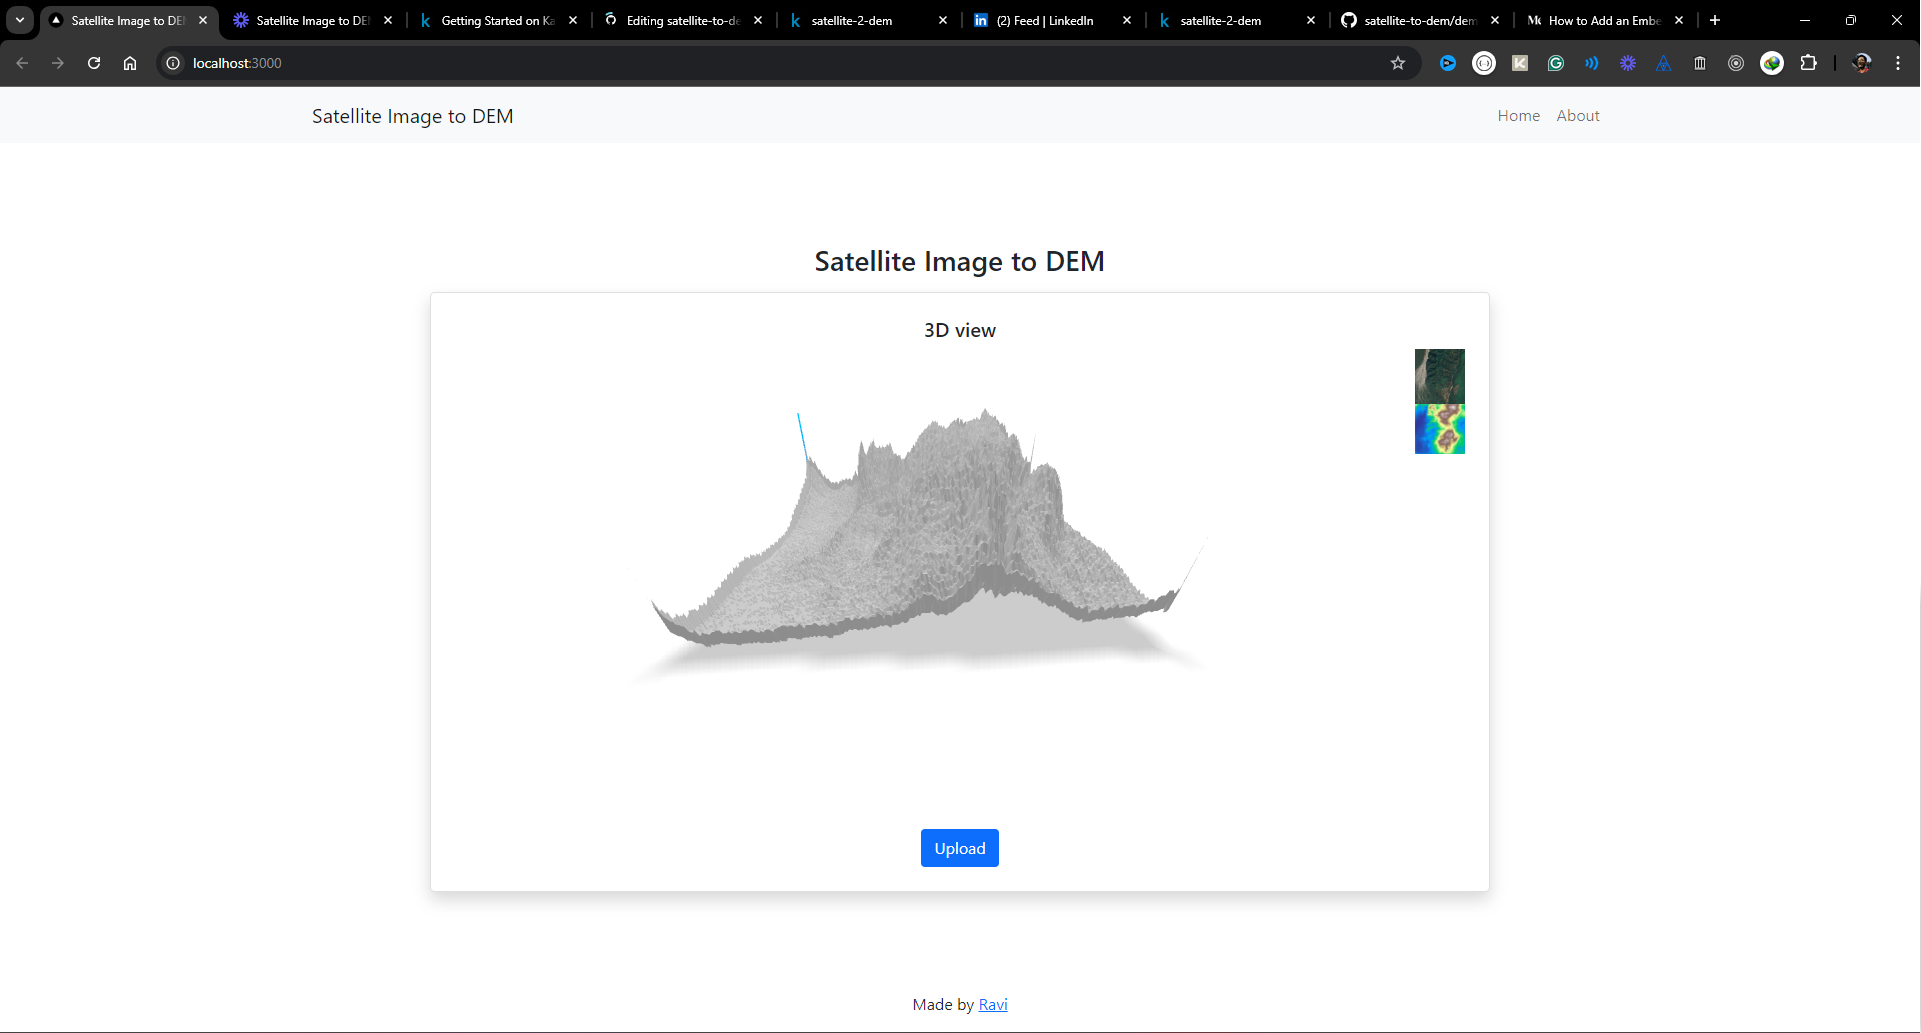 Satellite Image to DE
Satellite Image to DE
Getting Started on Ka
Editing satellite-to-de
satellite-2-dem
(2) Feed | LinkedIn
satellite-2-dem
satellite-to-dem/dem
How to Add an Embe
localhost:3000
Satellite Image to DEM
Home
About
Satellite Image to DEM
3D view
Upload
Made by Ravi